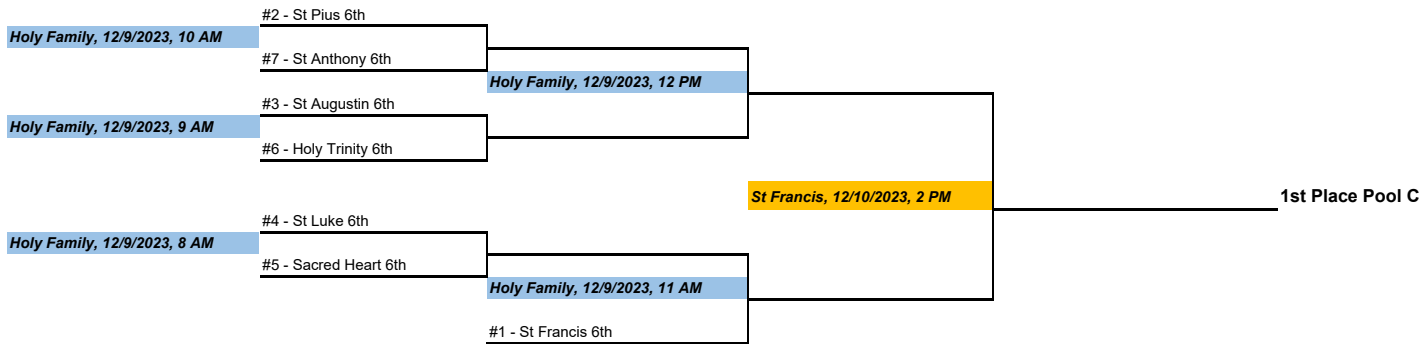 #2 - St Pius 6th
Holy Family, 12/9/2023, 10 AM
#7 - St Anthony 6th
Holy Family, 12/9/2023, 12 PM
#3 - St Augustin 6th
Holy Family, 12/9/2023, 9 AM
#6 - Holy Trinity 6th
St Francis, 12/10/2023, 2 PM
1st Place Pool C
#4 - St Luke 6th
Holy Family, 12/9/2023, 8 AM
#5 - Sacred Heart 6th
Holy Family, 12/9/2023, 11 AM
#1 - St Francis 6th